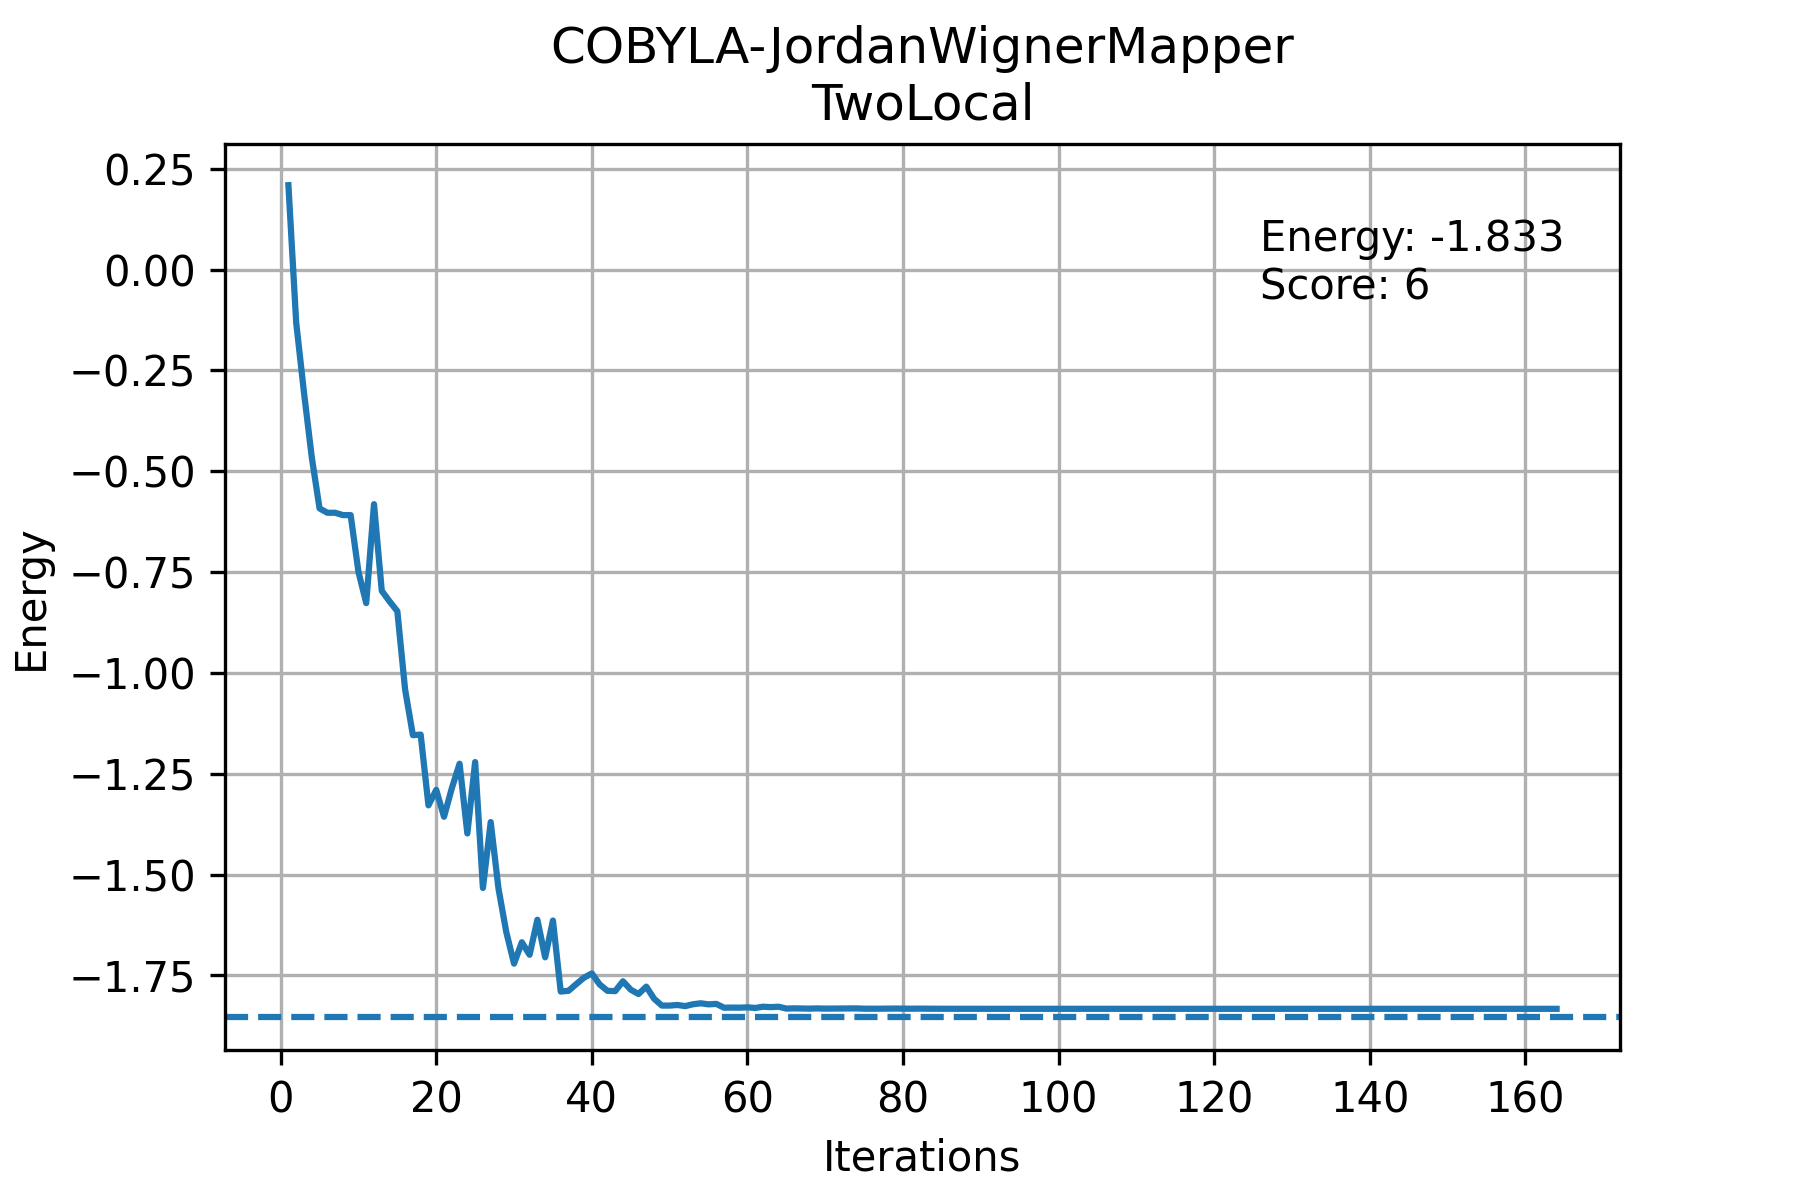 COBYLA-JordanWignerMapper
TwoLocal
0.25
0.00
−0.25
−0.50
−0.75
−1.00
−1.25
−1.50
−1.75
Energy
Energy: -1.833
Score: 6
0 20 40 60 80 100 120 140 160
Iterations